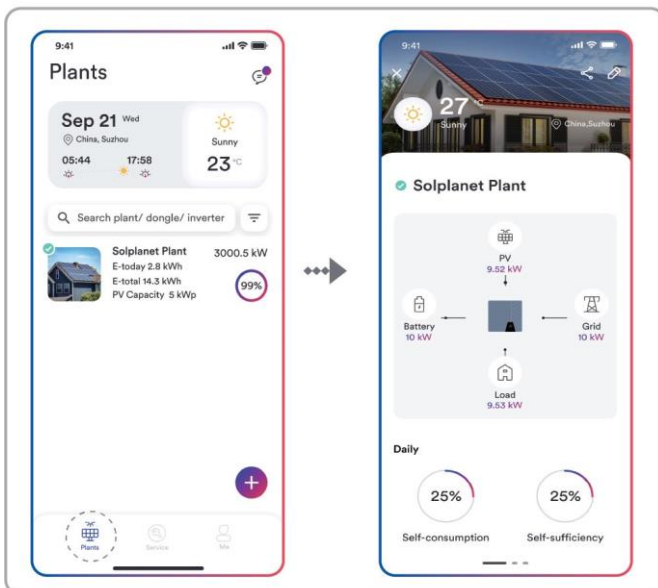 9:41
Plants
Sep 21 Wed
China, Suzhou
05:44 17:58
Sunny
23 °C
Search plant/ dongle/ inverter
Solplanet Plant 3000.5 kW
E-today 2.8 kWh
E-total 14.3 kWh
PV Capacity 5 kWp
99%
Plants Service Me
9:41
27 °C
Sunny
China,Suzhou
Solplanet Plant
PV
9.52 kW
Battery
10 kW
Grid
10 kW
Load
9.53 kW
Daily
25% 25%
Self-consumption Self-sufficiency